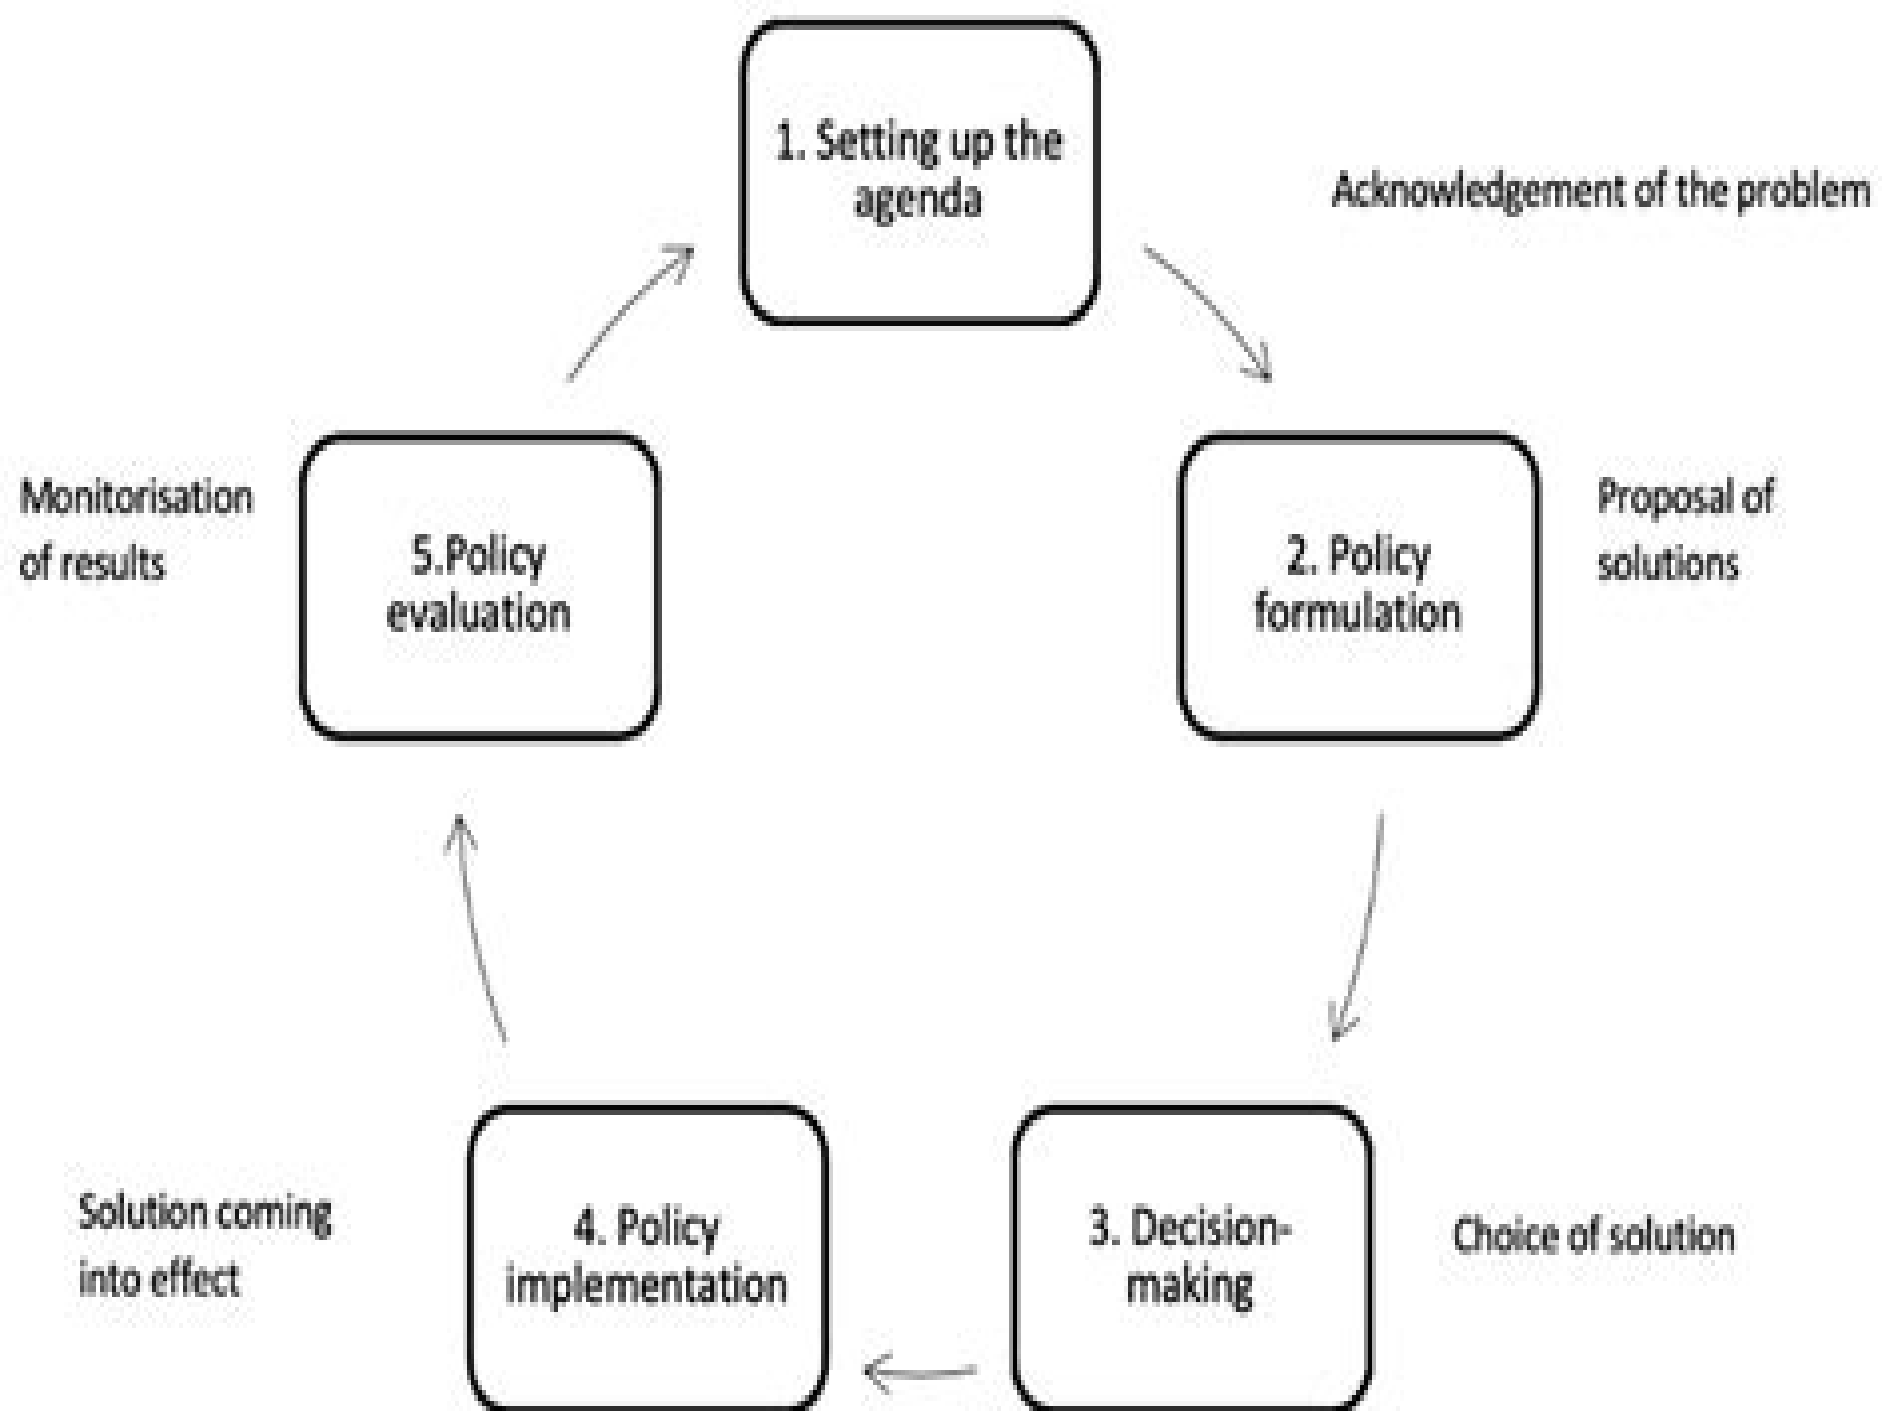 1. Setting up the
agenda
Acknowledgement of the problem
2. Policy
formulation
Proposal of
solutions
3. Decision-
making
Choice of solution
4. Policy
implementation
Solution coming
into effect
5.Policy
evaluation
Monitorisation
of results